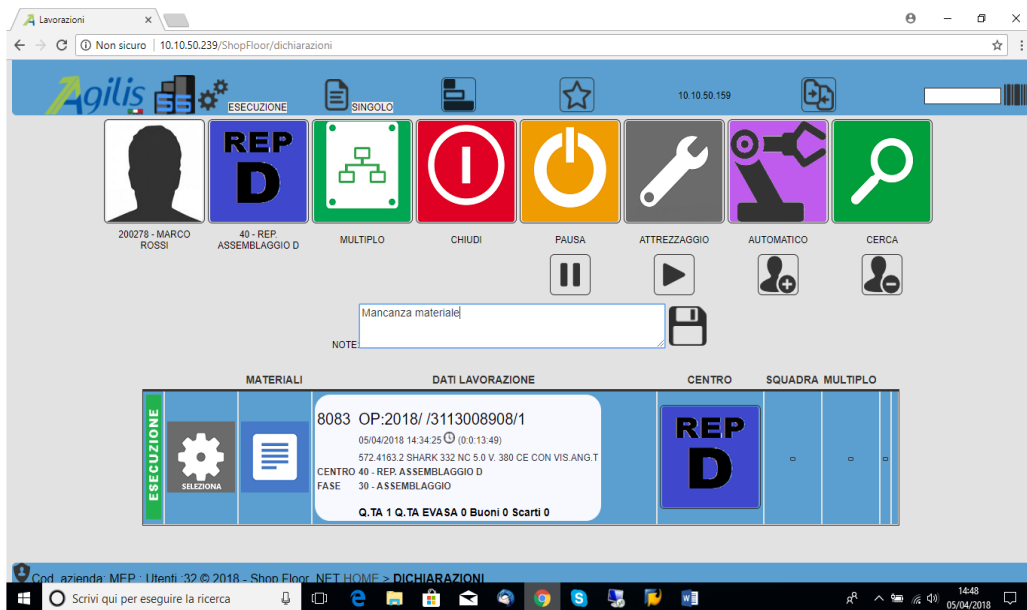 Lavorazioni
Non sicuro | 10.10.50.239/ShopFloor/dichiarazioni
Agilis
ESECUZIONE
SINGOLO
10.10.50.159
REP
D
200278 - MARCO
ROSSI
40 - REP.
ASSEMBLAGGIO D
MULTIPLO
CHIUDI
PAUSA
ATTREZZAGGIO
AUTOMATICO
CERCA
NOTE:
Mancanza materiale
MATERIALI
DATI LAVORAZIONE
CENTRO
SQUADRA
MULTIPLO
ESECUZIONE
SELEZIONA
8083 OP:2018/ /3113008908/1
05/04/2018 14:34:25 (0:0:13:49)
572.4163.2 SHARK 332 NC 5.0 V. 380 CE CON VIS.ANG.T
CENTRO 40 - REP. ASSEMBLAGGIO D
FASE 30 - ASSEMBLAGGIO
Q.TA 1 Q.TA EVASA 0 Buoni 0 Scarti 0
REP
D
Cod. azienda: MEP : Utenti :32 © 2018 - Shop Floor .NET HOME > DICHIARAZIONI
Scrivi qui per eseguire la ricerca
14:48
05/04/2018